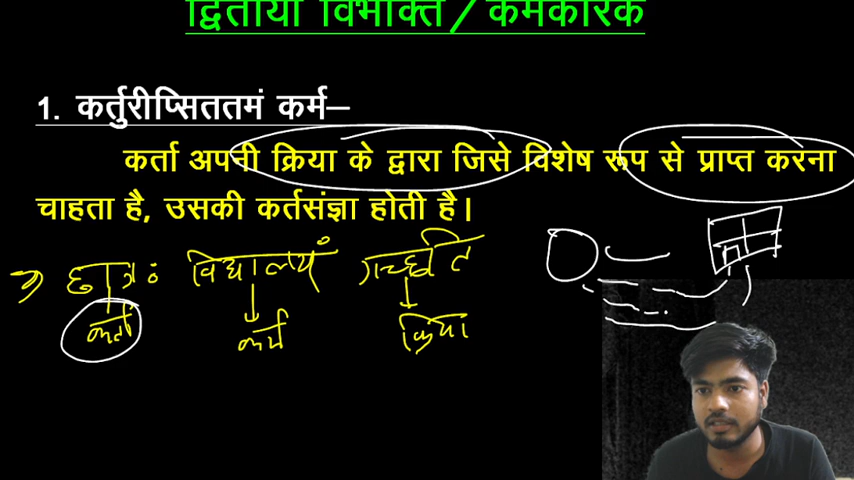 द्वितीया विभक्ति/कर्मकारक
1. कर्तुरीप्सिततमं कर्म–
कर्ता अपनी क्रिया के द्वारा जिसे विशेष रूप से प्राप्त करना
चाहता है, उसकी कर्तसंज्ञा होती है।
छात्रः विद्यालयं गच्छति
कर्ता कर्म क्रिया